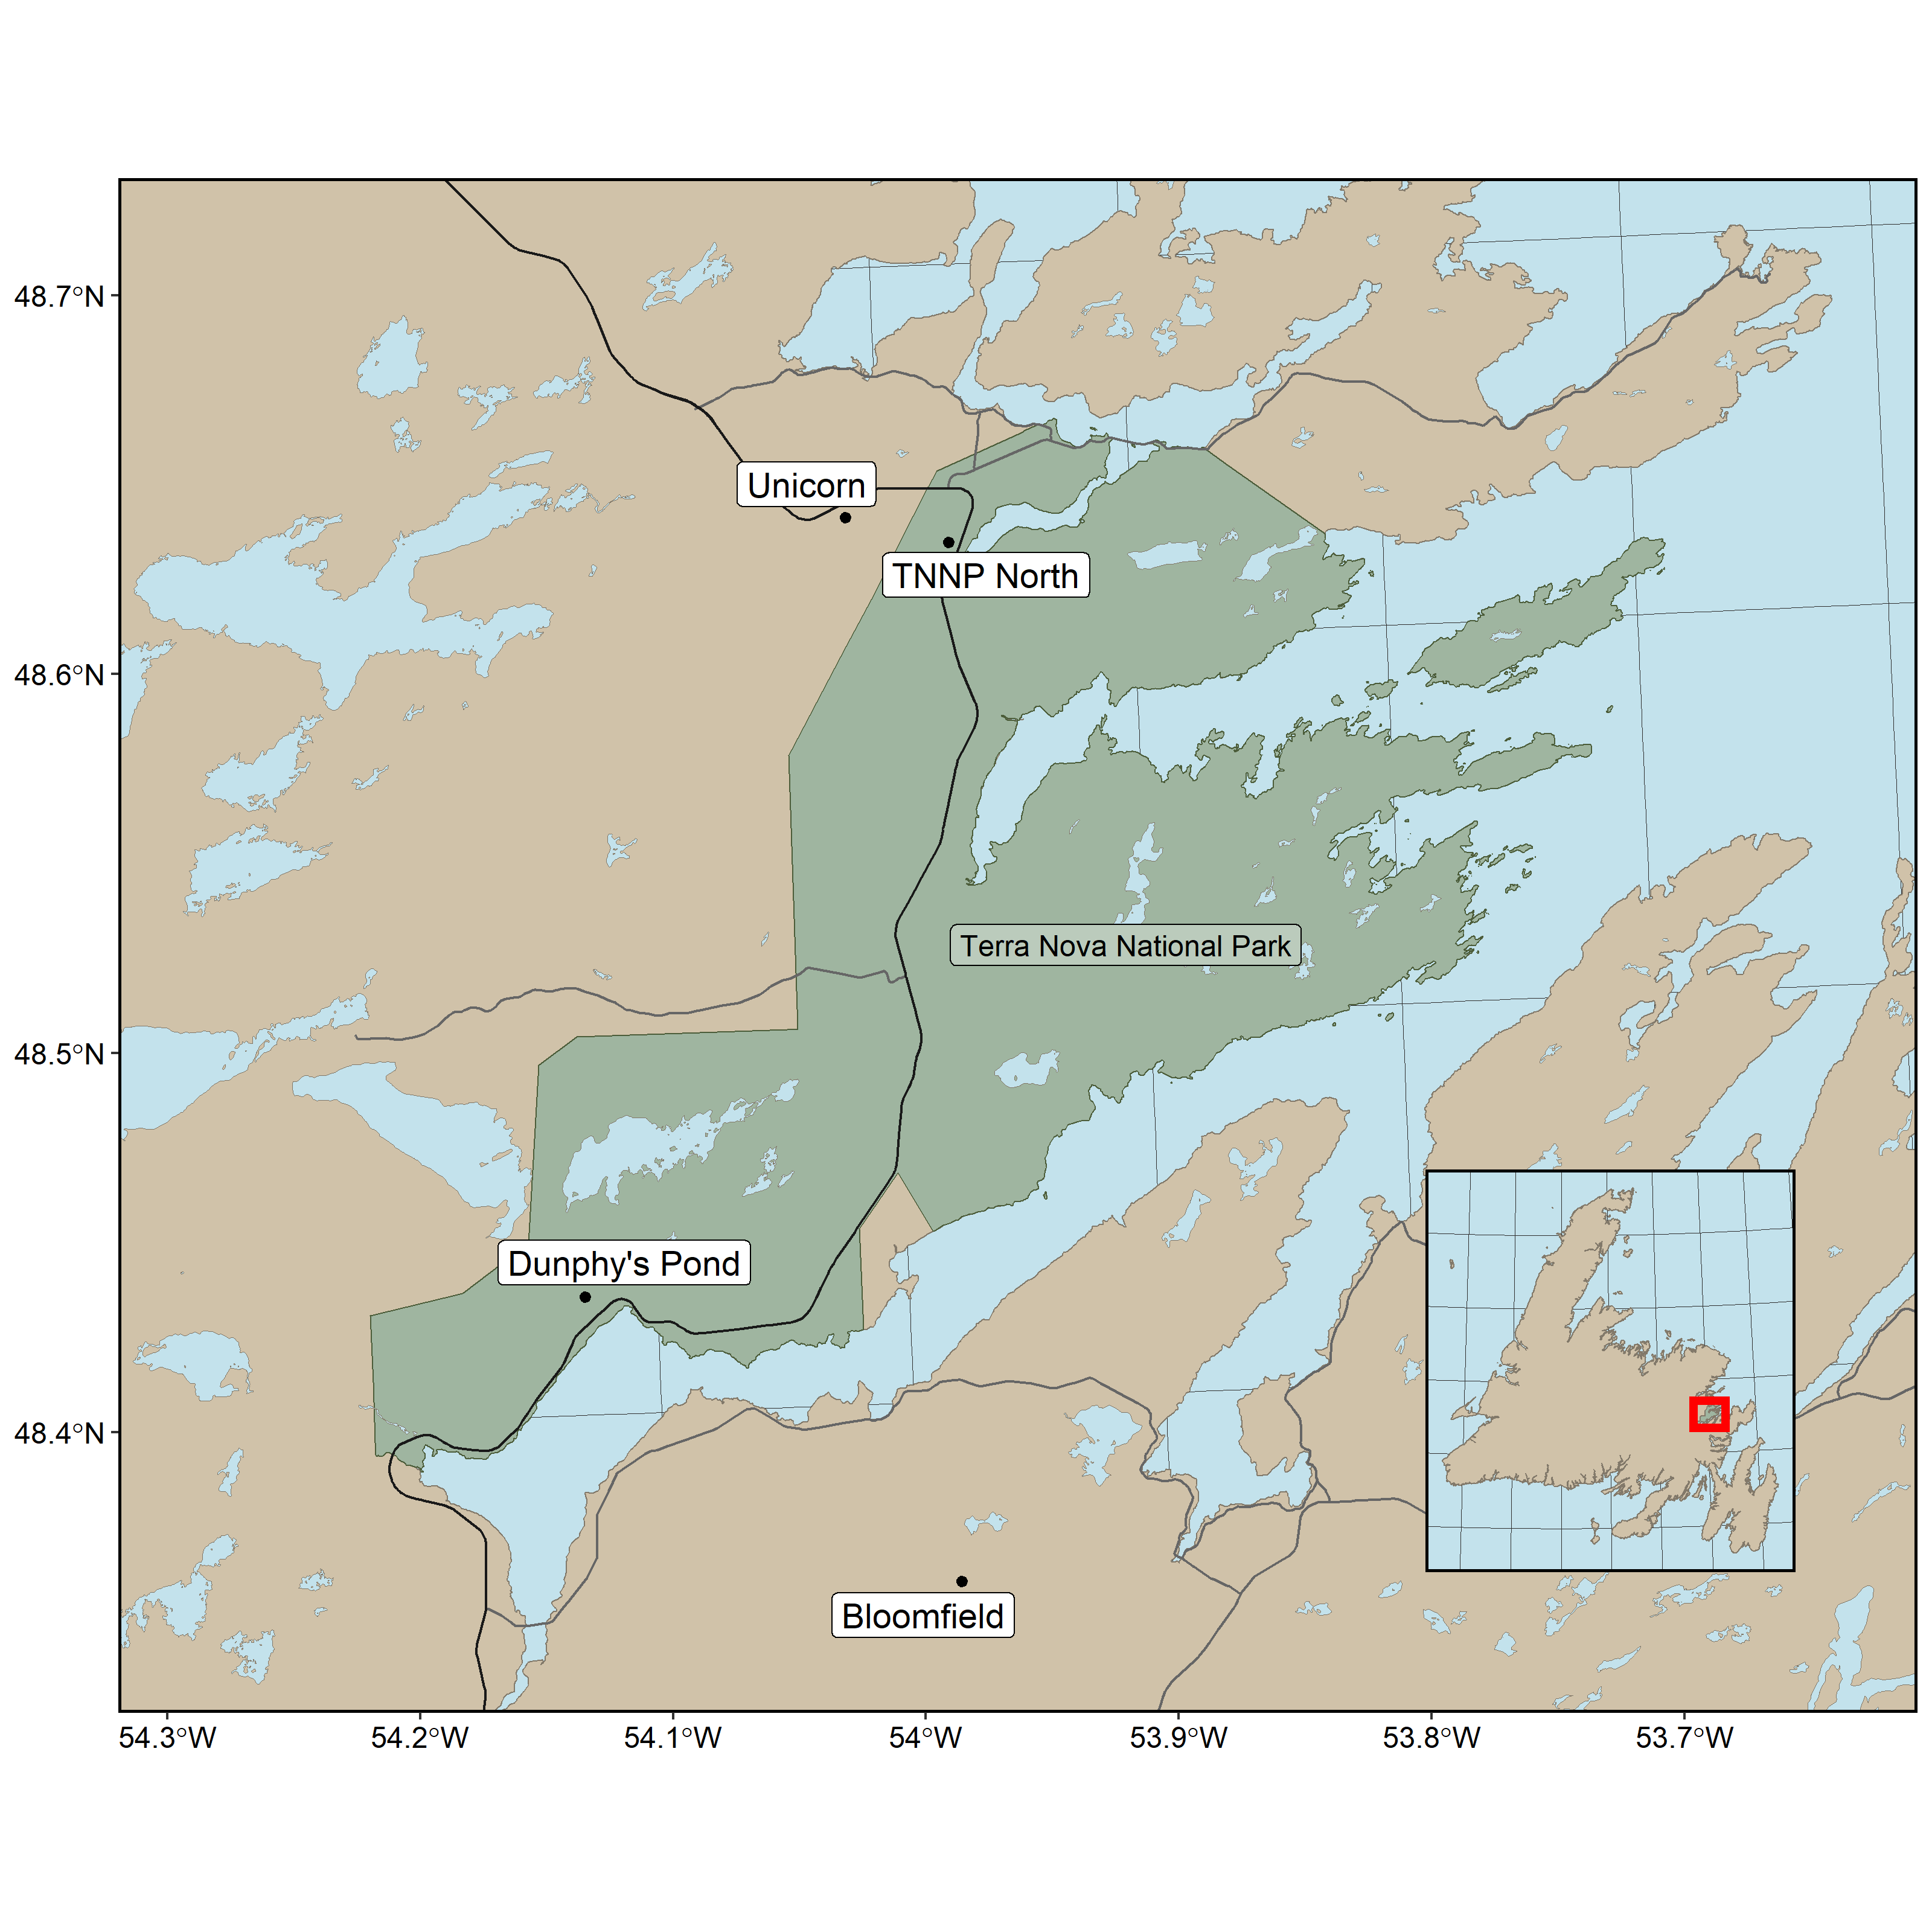 48.7°N
Unicorn
TNNP North
48.6°N
Terra Nova National Park
48.5°N
Dunphy's Pond
48.4°N
Bloomfield
54.3°W 54.2°W 54.1°W 54°W 53.9°W 53.8°W 53.7°W